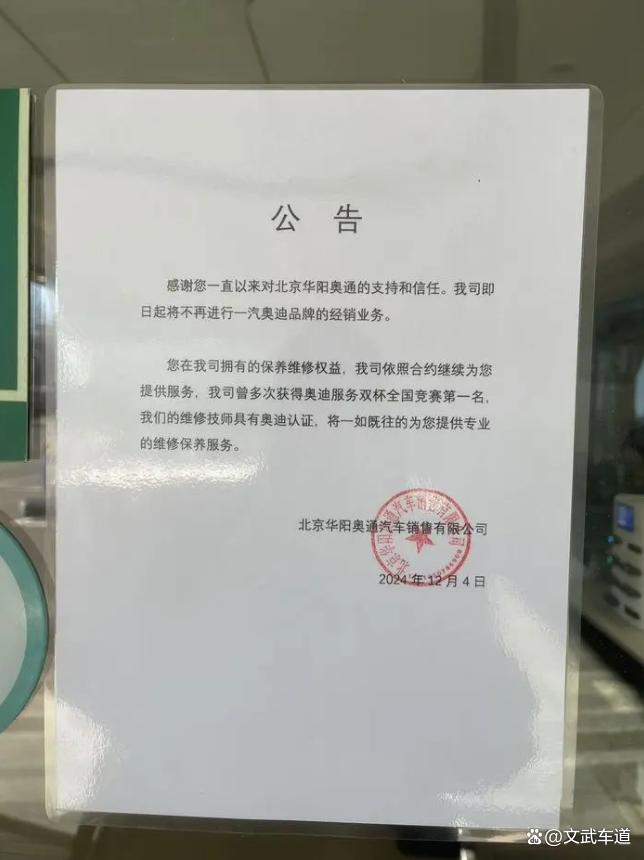 公 告
感谢您一直以来对北京华阳奥通的支持和信任。我司即
日起将不再进行一汽奥迪品牌的经销业务。
您在我司拥有的保养维修权益，我司依照合约继续为您
提供服务，我司曾多次获得奥迪服务双杯全国竞赛第一名，
我们的维修技师具有奥迪认证，将一如既往的为您提供专业
的维修保养服务。
北京华阳奥通汽车销售有限公司
2024年12月4日
@文武车道